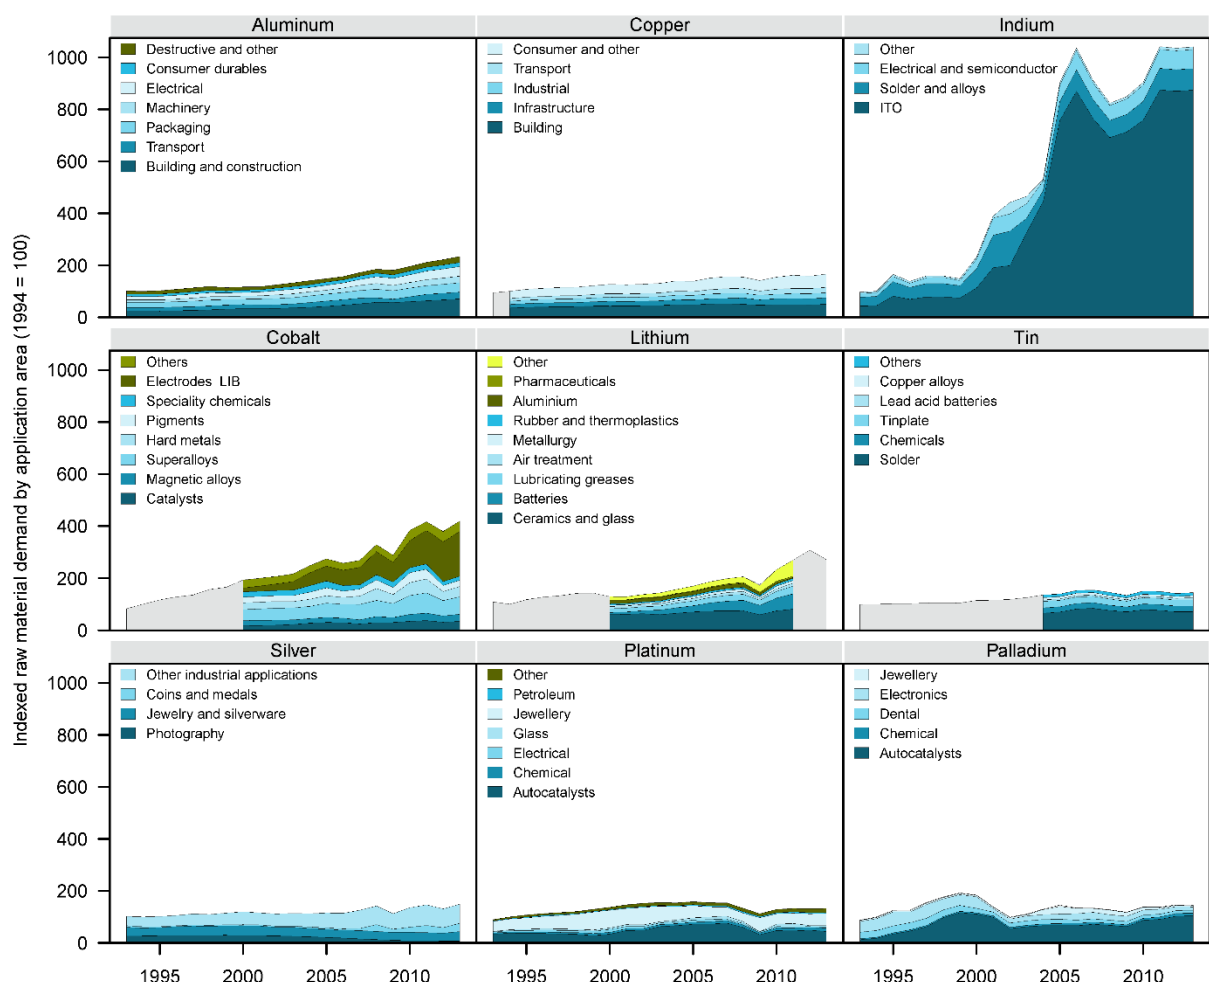 Aluminum
Copper
Indium
Indexed raw material demand by application area (1994 = 100)
1000
800
600
400
200
0
Destructive and other
Consumer durables
Electrical
Machinery
Packaging
Transport
Building and construction
Consumer and other
Transport
Industrial
Infrastructure
Building
Other
Electrical and semiconductor
Solder and alloys
ITO
Cobalt
Lithium
Tin
1000
800
600
400
200
0
Others
Electrodes LIB
Speciality chemicals
Pigments
Hard metals
Superalloys
Magnetic alloys
Catalysts
Other
Pharmaceuticals
Aluminium
Rubber and thermoplastics
Metallurgy
Air treatment
Lubricating greases
Batteries
Ceramics and glass
Others
Copper alloys
Lead acid batteries
Tinplate
Chemicals
Solder
Silver
Platinum
Palladium
1000
800
600
400
200
0
Other industrial applications
Coins and medals
Jewelry and silverware
Photography
Other
Petroleum
Jewellery
Glass
Electrical
Chemical
Autocatalysts
Jewellery
Electronics
Dental
Chemical
Autocatalysts
1995 2000 2005 2010
1995 2000 2005 2010
1995 2000 2005 2010